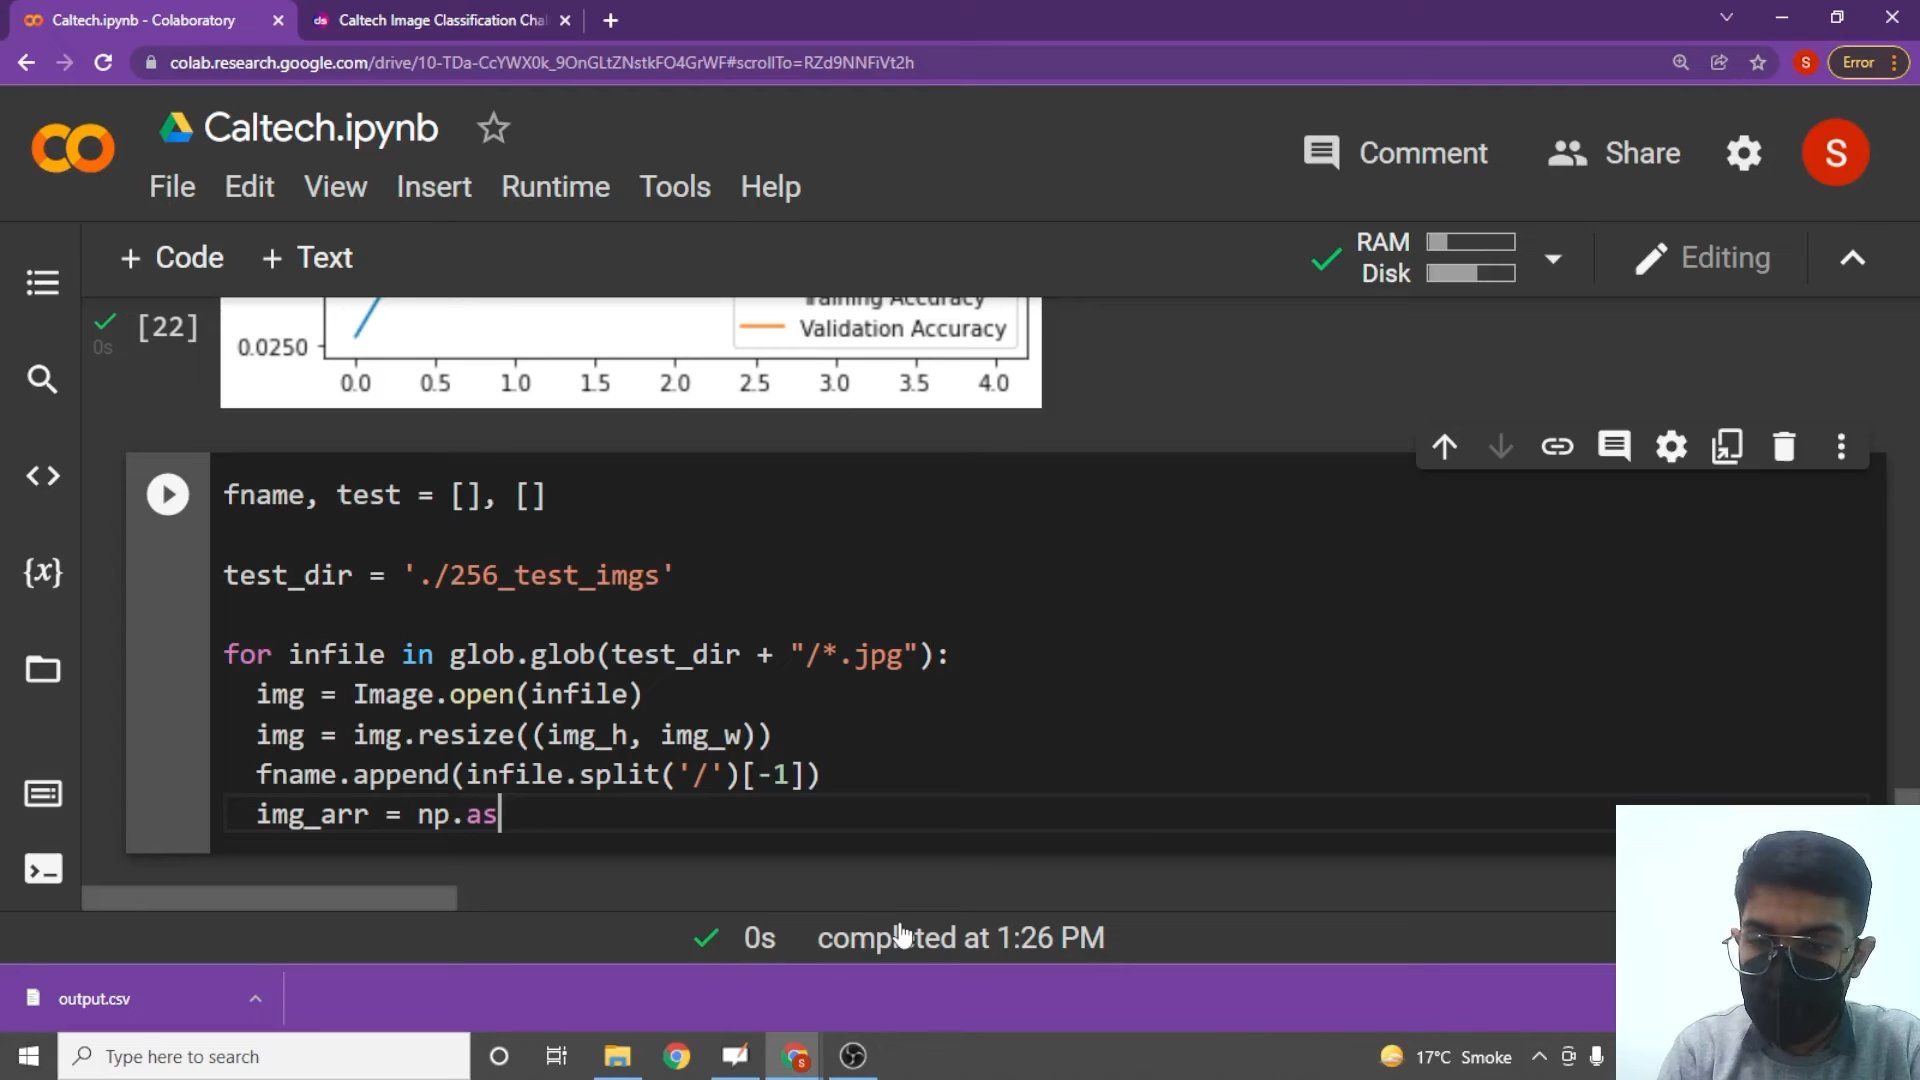 Caltech.ipynb - Colaboratory
ds Caltech Image Classification Chal
colab.research.google.com/drive/10-TDa-CcYWX0k_9OnGLtZNstkFO4GrWF#scrollTo=RZd9NNFiVt2h
S
Error
Caltech.ipynb
Comment
Share
S
File Edit View Insert Runtime Tools Help
+ Code + Text
RAM
Disk
Editing
[22]
0s
Training Accuracy
Validation Accuracy
0.0250
0.0 0.5 1.0 1.5 2.0 2.5 3.0 3.5 4.0
fname, test = [], []
test_dir = './256_test_imgs'
for infile in glob.glob(test_dir + "/*.jpg"):
img = Image.open(infile)
img = img.resize((img_h, img_w))
fname.append(infile.split('/')[-1])
img_arr = np.as
{x}
0s completed at 1:26 PM
output.csv
Type here to search
S
17°C Smoke